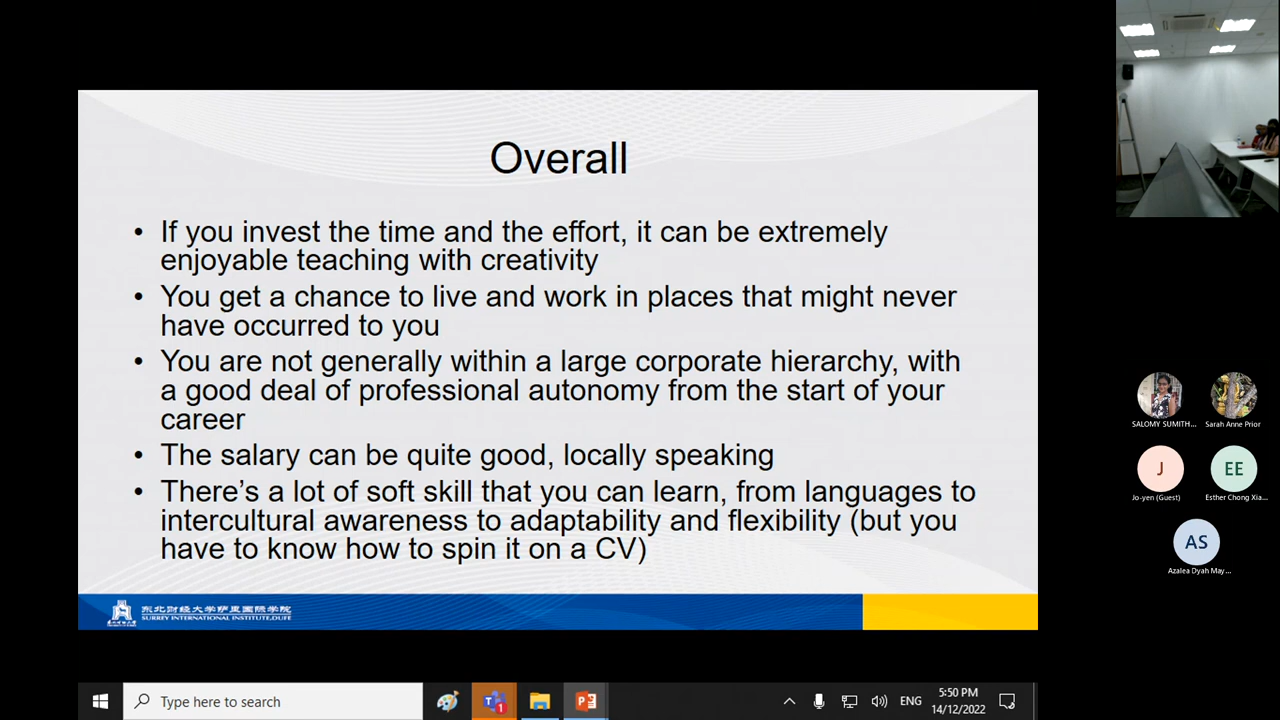 Overall
• If you invest the time and the effort, it can be extremely
enjoyable teaching with creativity
• You get a chance to live and work in places that might never
have occurred to you
• You are not generally within a large corporate hierarchy, with
a good deal of professional autonomy from the start of your
career
• The salary can be quite good, locally speaking
• There’s a lot of soft skill that you can learn, from languages to
intercultural awareness to adaptability and flexibility (but you
have to know how to spin it on a CV)
东北财经大学萨里国际学院
SURREY INTERNATIONAL INSTITUTE,DUFE
SALOMY SUMITH...
Sarah Anne Prior
J
EE
Jo-yen (Guest)
Esther Chong Xia...
AS
Azalea Dyah May...
Type here to search
1
ENG
5:50 PM
14/12/2022